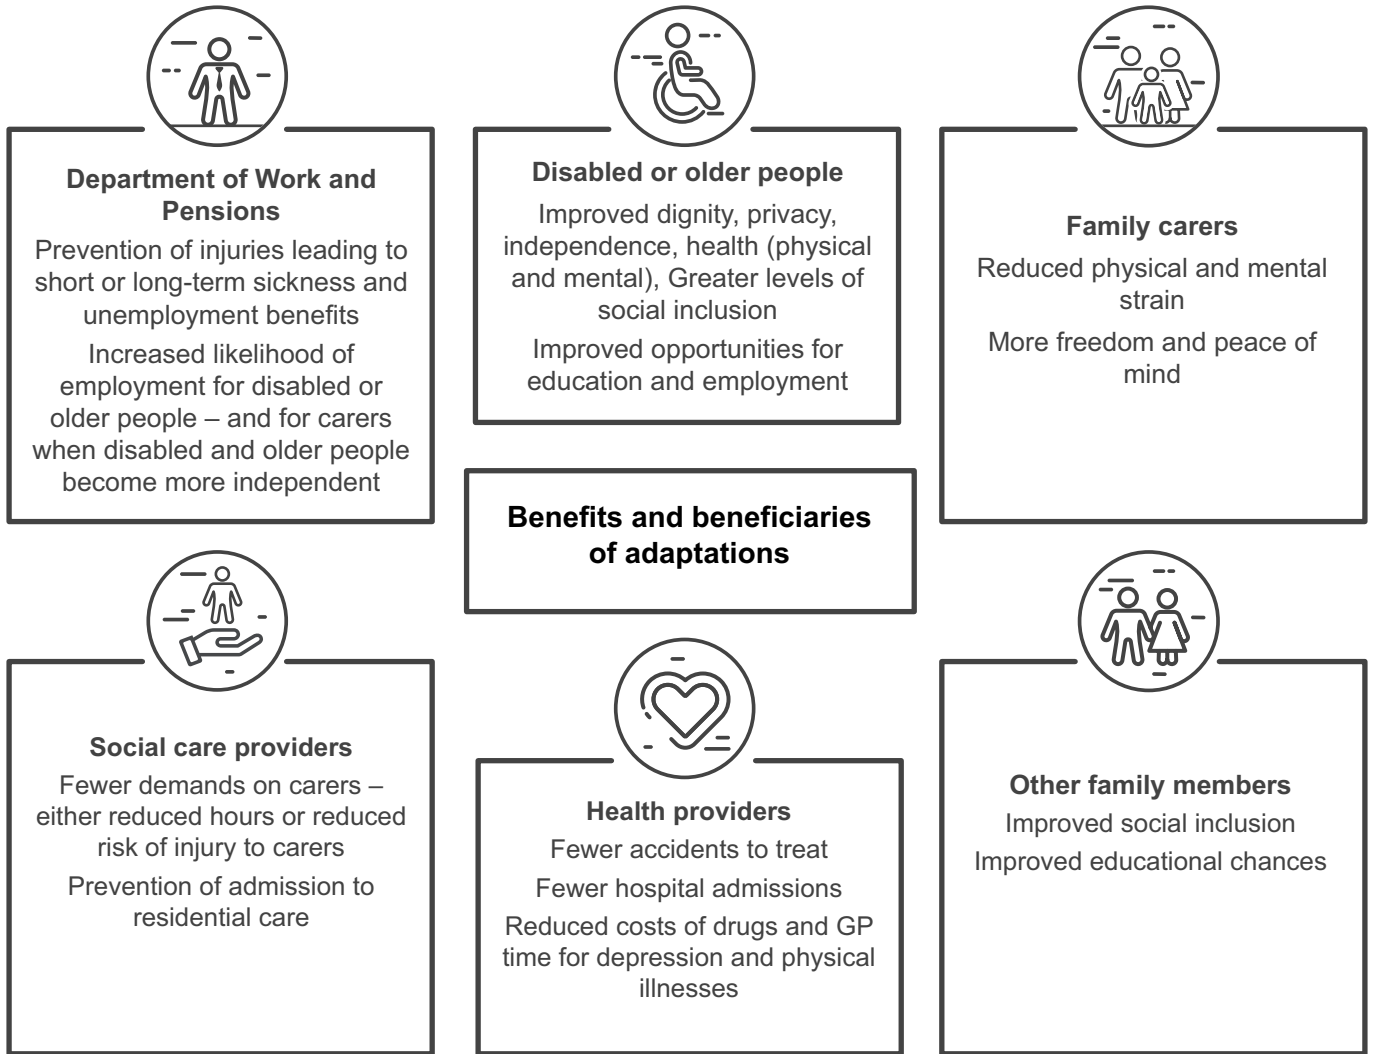 Department of Work and
Pensions
Prevention of injuries leading to
short or long-term sickness and
unemployment benefits
Increased likelihood of
employment for disabled or
older people – and for carers
when disabled and older people
become more independent
Disabled or older people
Improved dignity, privacy,
independence, health (physical
and mental), Greater levels of
social inclusion
Improved opportunities for
education and employment
Family carers
Reduced physical and mental
strain
More freedom and peace of
mind
Benefits and beneficiaries
of adaptations
Social care providers
Fewer demands on carers –
either reduced hours or reduced
risk of injury to carers
Prevention of admission to
residential care
Health providers
Fewer accidents to treat
Fewer hospital admissions
Reduced costs of drugs and GP
time for depression and physical
illnesses
Other family members
Improved social inclusion
Improved educational chances